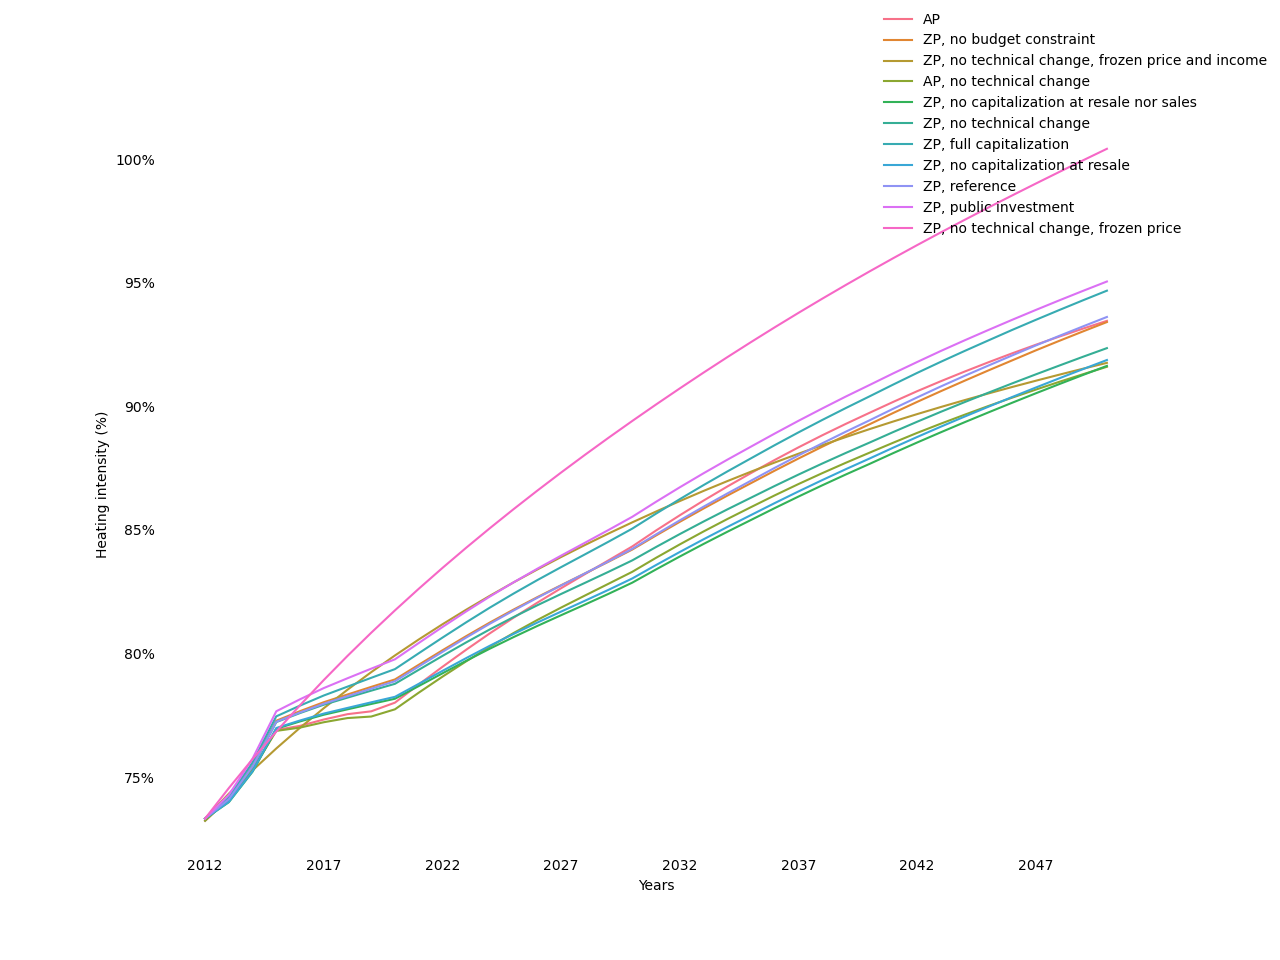 AP
ZP, no budget constraint
ZP, no technical change, frozen price and income
AP, no technical change
ZP, no capitalization at resale nor sales
ZP, no technical change
ZP, full capitalization
ZP, no capitalization at resale
ZP, reference
ZP, public investment
ZP, no technical change, frozen price
100%
95%
90%
85%
80%
75%
Heating intensity (%)
2012 2017 2022 2027 2032 2037 2042 2047
Years